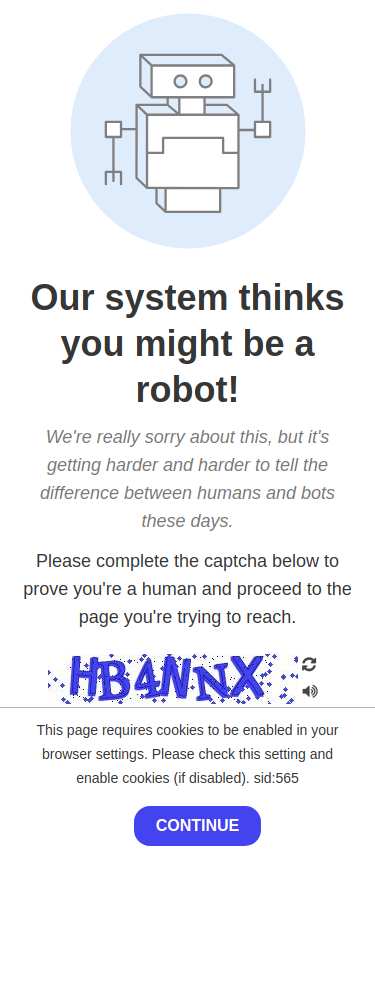 Our system thinks
you might be a
robot!
We're really sorry about this, but it's
getting harder and harder to tell the
difference between humans and bots
these days.
Please complete the captcha below to
prove you're a human and proceed to the
page you're trying to reach.
HB4NNX
This page requires cookies to be enabled in your
browser settings. Please check this setting and
enable cookies (if disabled). sid:565
CONTINUE